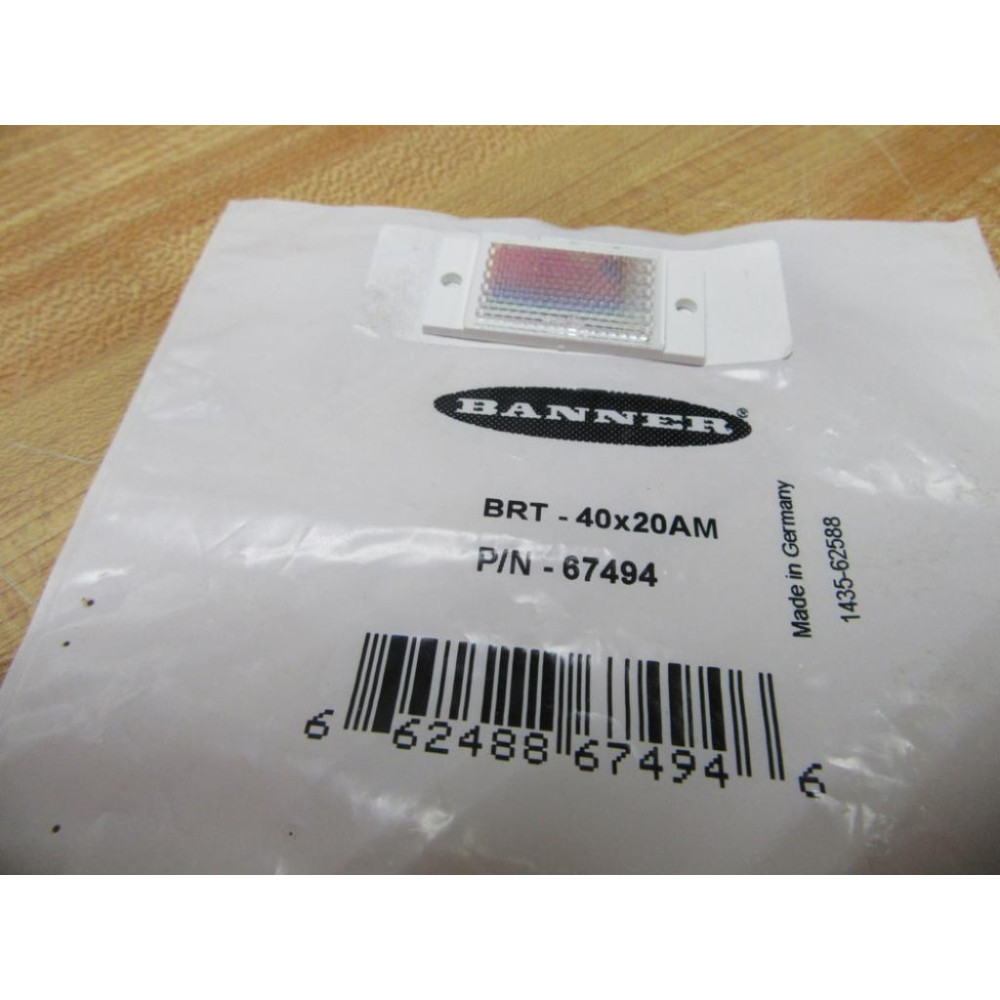 BANNER®
BRT - 40x20AM
P/N - 67494
Made in Germany
1435-62588
6 62488 67494 6